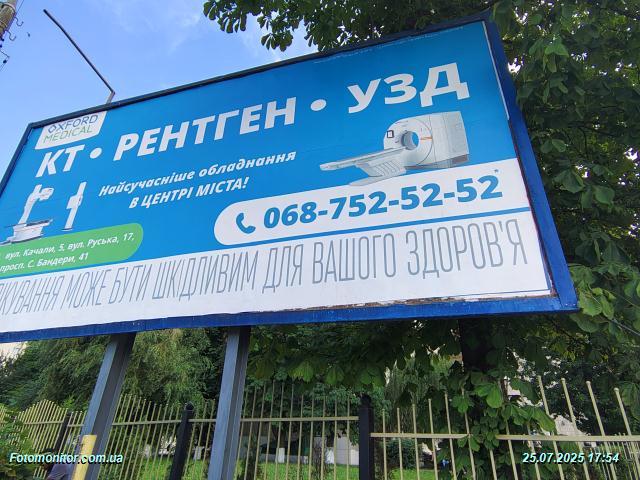 OXFORD
MEDICAL
КТ • РЕНТГЕН • УЗД
Найсучасніше обладнання
В ЦЕНТРІ МІСТА!
068-752-52-52*
вул. Качали, 5, вул. Руська, 17,
просп. С. Бандери, 41
МОЖЕ БУТИ ШКІДЛИВИМ ДЛЯ ВАШОГО ЗДОРОВ'Я
Fotomonitor.com.ua
25.07.2025 17:54